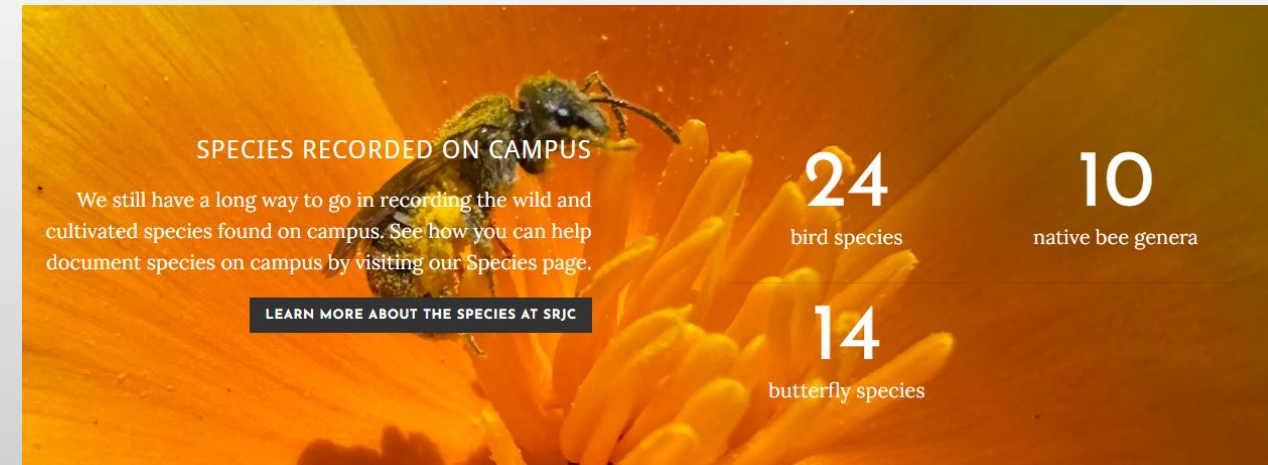 SPECIES RECORDED ON CAMPUS
We still have a long way to go in recording the wild and
cultivated species found on campus. See how you can help
document species on campus by visiting our Species page.
LEARN MORE ABOUT THE SPECIES AT SRJC
24
bird species
10
native bee genera
14
butterfly species